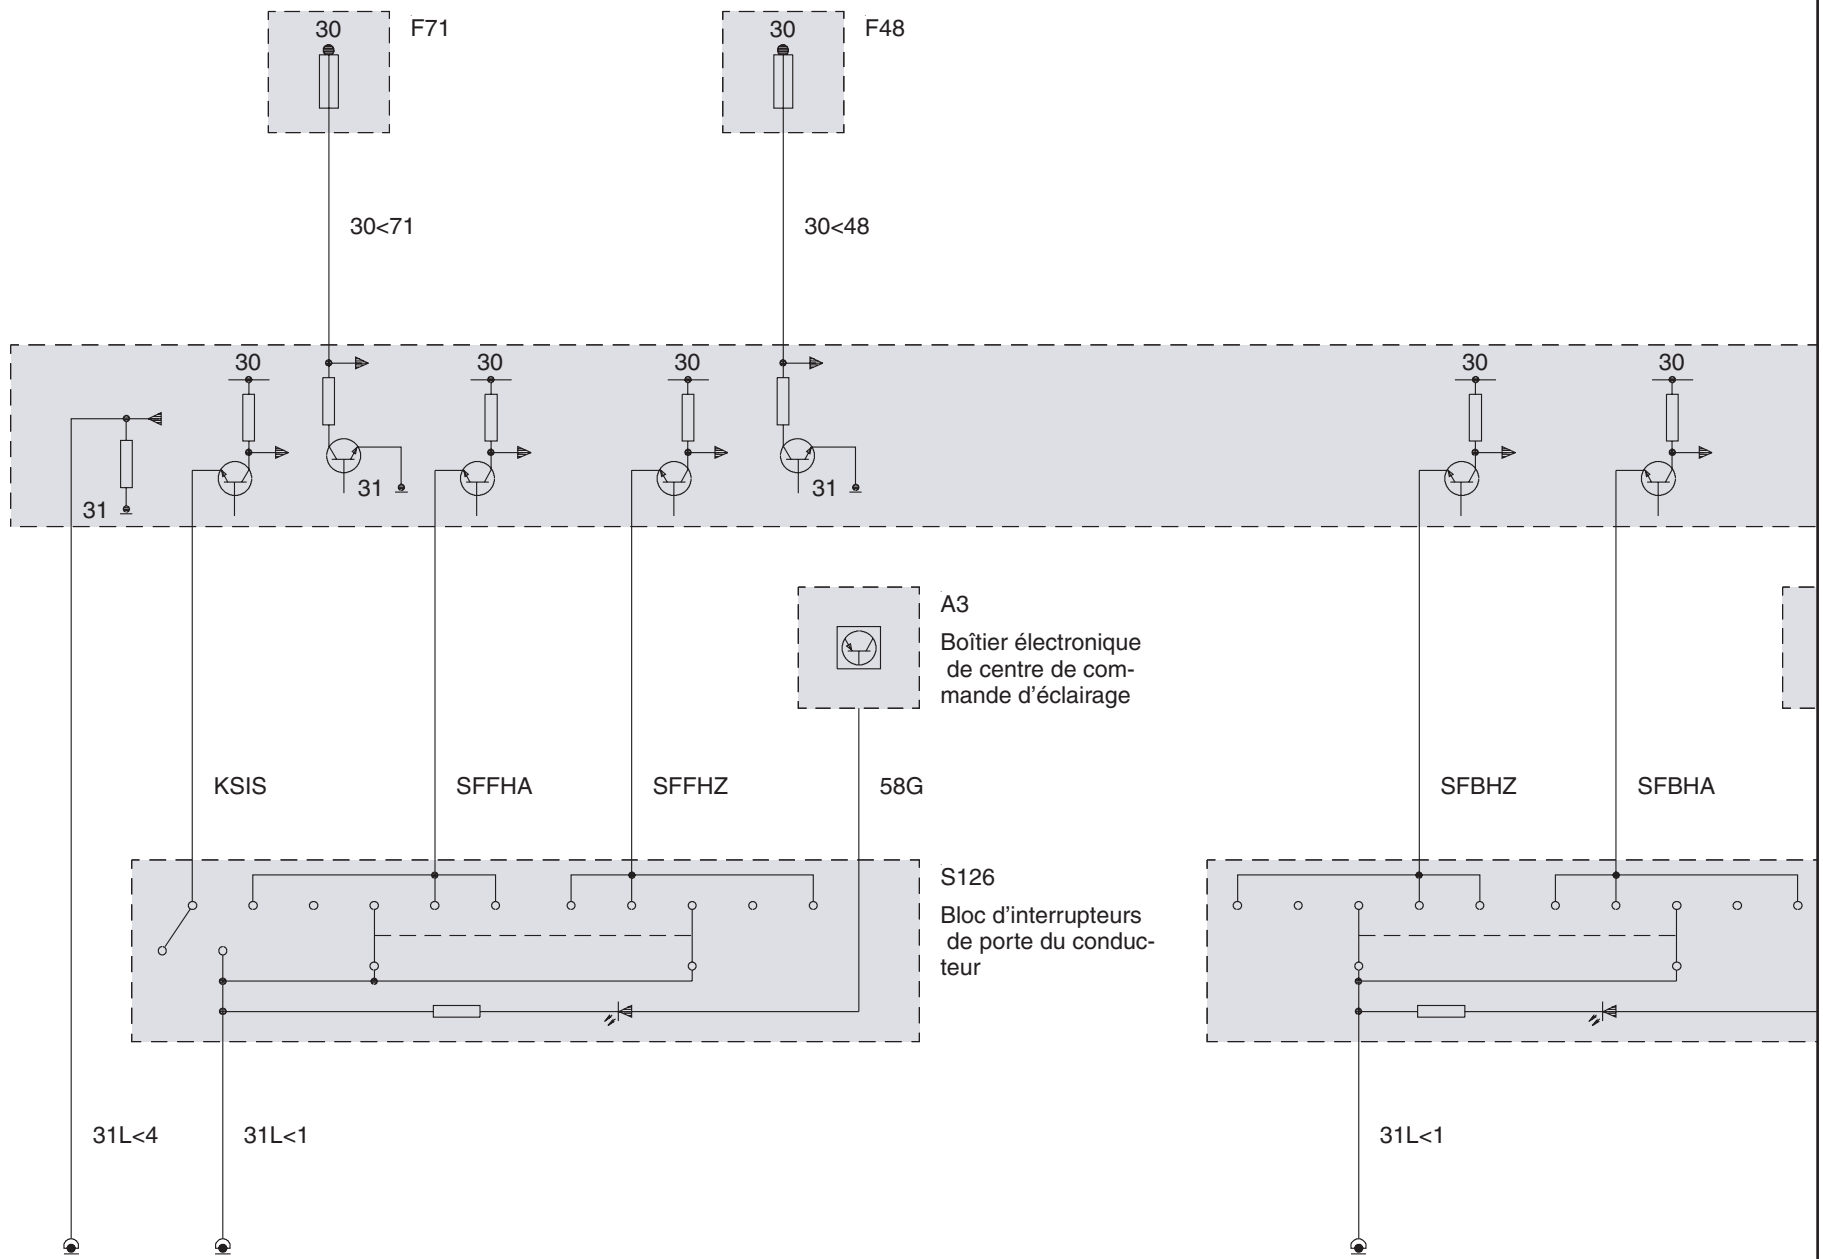 30 F71 30 F48
30<71 30<48
30 30 30 30 30
31 31 31
A3
Boîtier électronique
de centre de com-
mande d'éclairage
KSIS SFFHA SFFHZ 58G SFBHZ SFBHA
S126
Bloc d'interrupteurs
de porte du conduc-
teur
31L<4 31L<1 31L<1